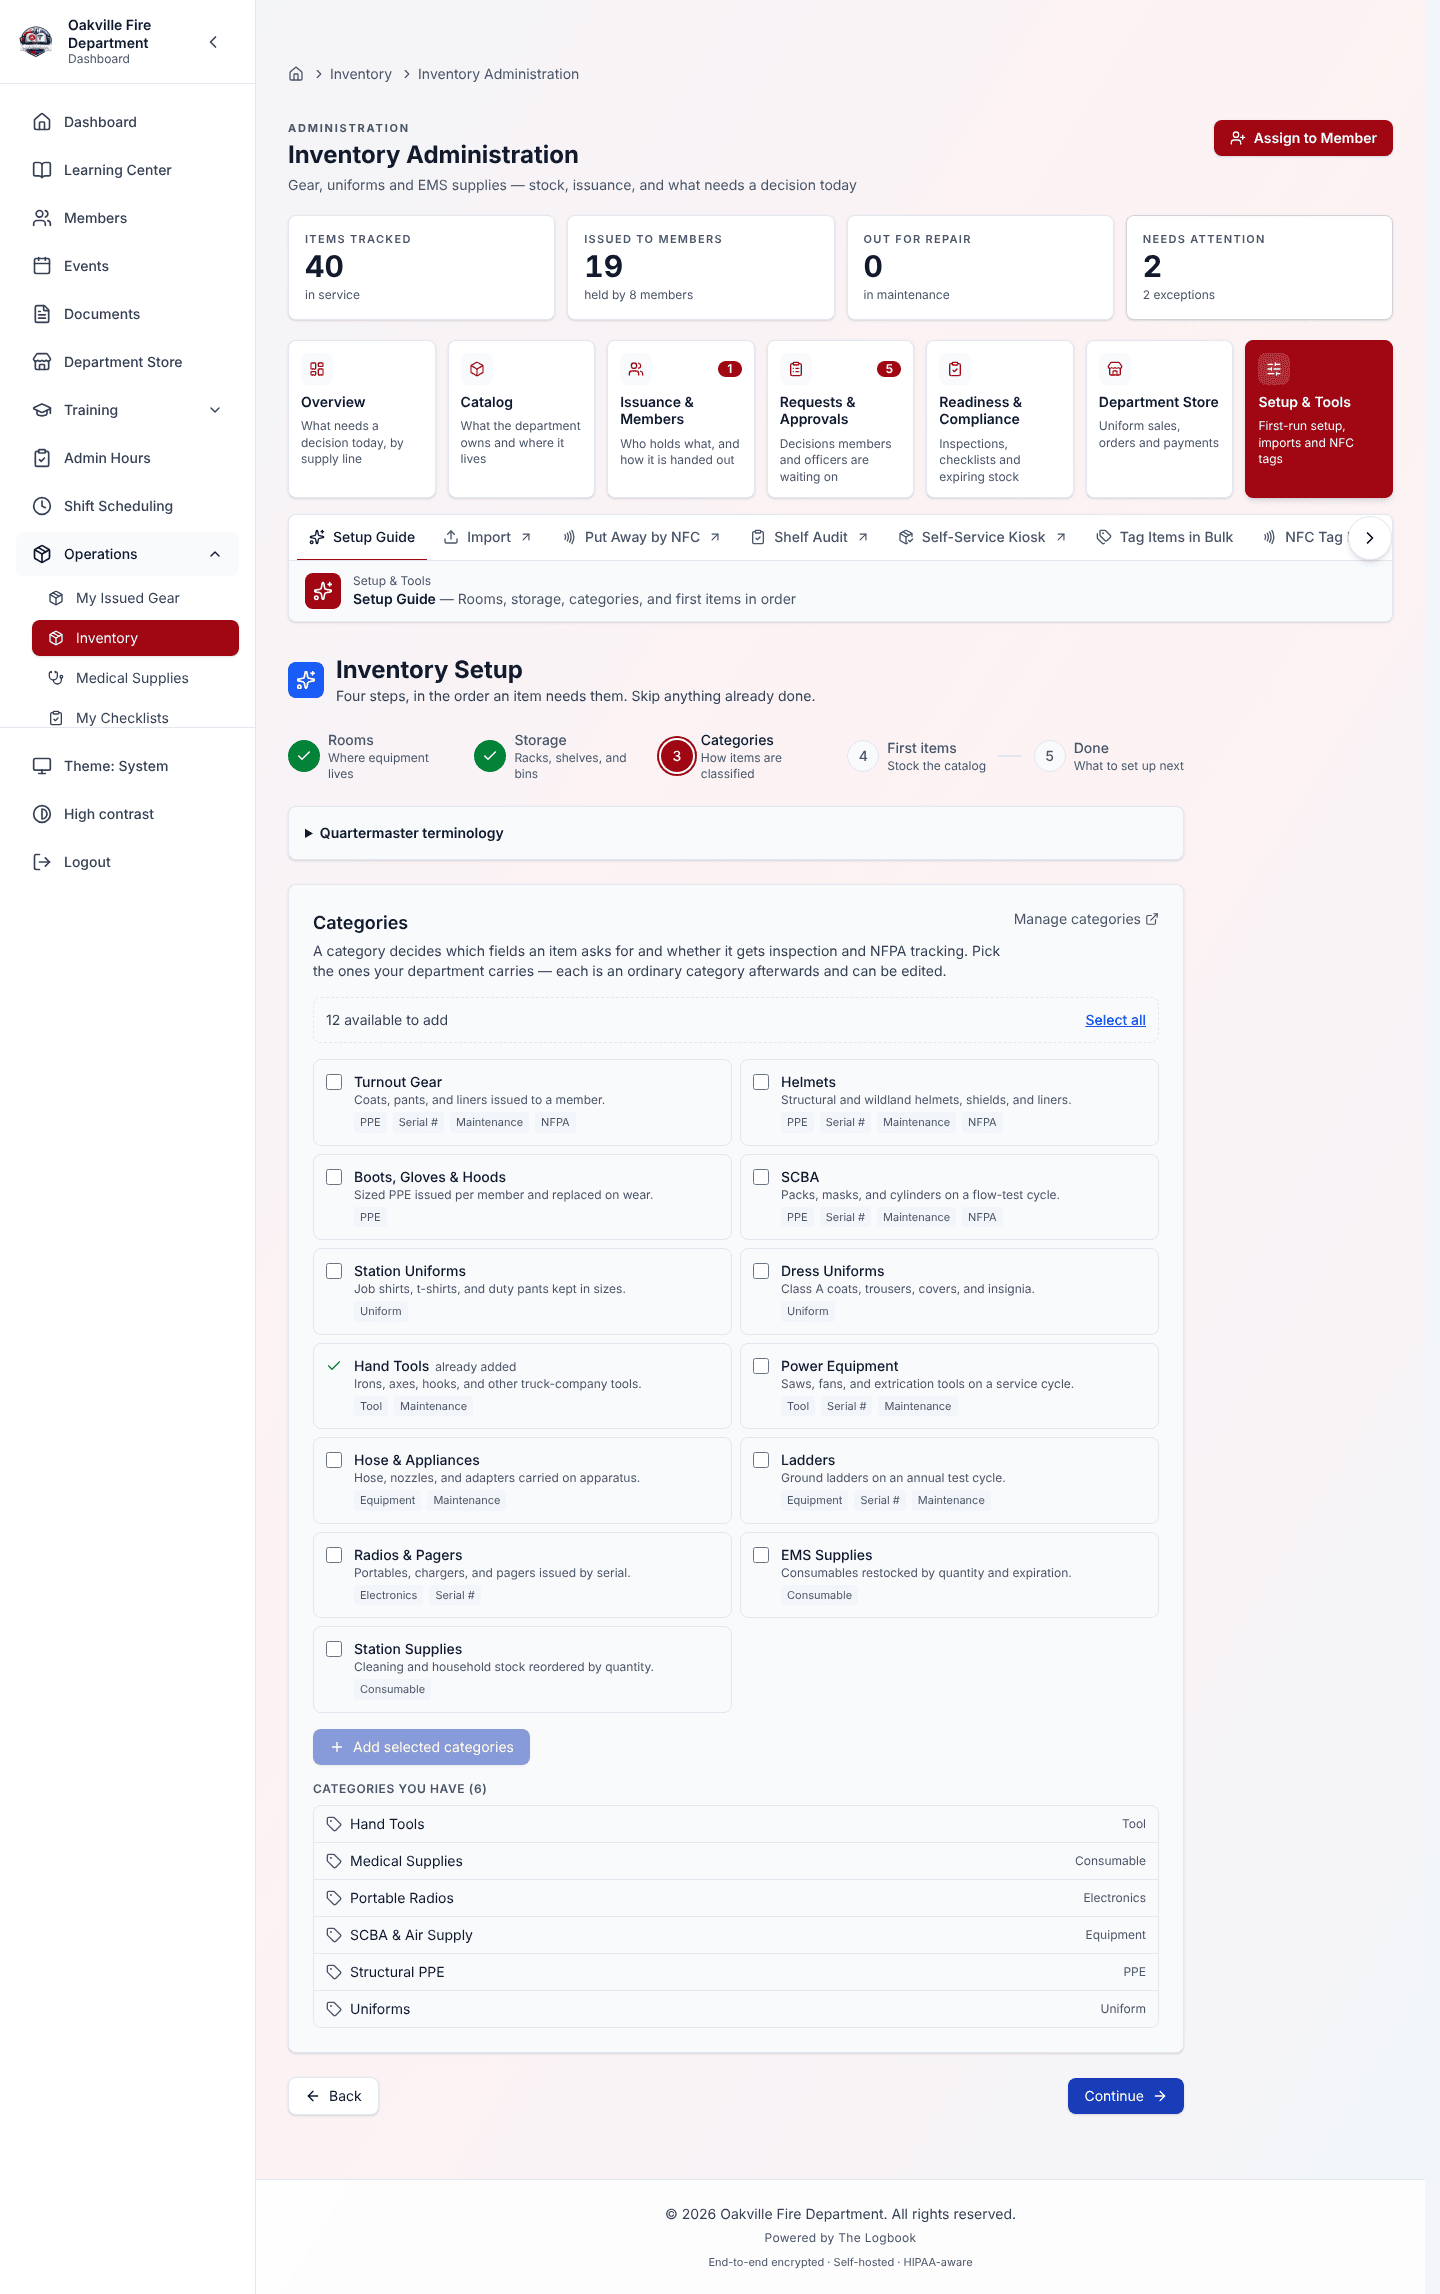 Oakville Fire
Department
Dashboard
Dashboard
Learning Center
Members
Events
Documents
Department Store
Training
Admin Hours
Shift Scheduling
Operations
My Issued Gear
Inventory
Medical Supplies
My Checklists
Theme: System
High contrast
Logout
Inventory
Inventory Administration
ADMINISTRATION
Inventory Administration
Gear, uniforms and EMS supplies — stock, issuance, and what needs a decision today
Assign to Member
ITEMS TRACKED
40
in service
ISSUED TO MEMBERS
19
held by 8 members
OUT FOR REPAIR
0
in maintenance
NEEDS ATTENTION
2
2 exceptions
Overview
What needs a
decision today, by
supply line
Catalog
What the department
owns and where it
lives
1
Issuance &
Members
Who holds what, and
how it is handed out
5
Requests &
Approvals
Decisions members
and officers are
waiting on
Readiness &
Compliance
Inspections,
checklists and
expiring stock
Department Store
Uniform sales,
orders and payments
Setup & Tools
First-run setup,
imports and NFC
tags
Setup Guide
Import
Put Away by NFC
Shelf Audit
Self-Service Kiosk
Tag Items in Bulk
NFC Tag
Setup & Tools
Setup Guide — Rooms, storage, categories, and first items in order
Inventory Setup
Four steps, in the order an item needs them. Skip anything already done.
Rooms
Where equipment
lives
Storage
Racks, shelves, and
bins
3
Categories
How items are
classified
4
First items
Stock the catalog
5
Done
What to set up next
Quartermaster terminology
Categories
Manage categories
A category decides which fields an item asks for and whether it gets inspection and NFPA tracking. Pick
the ones your department carries — each is an ordinary category afterwards and can be edited.
12 available to add
Select all
Turnout Gear
Coats, pants, and liners issued to a member.
PPE Serial # Maintenance NFPA
Helmets
Structural and wildland helmets, shields, and liners.
PPE Serial # Maintenance NFPA
Boots, Gloves & Hoods
Sized PPE issued per member and replaced on wear.
PPE
SCBA
Packs, masks, and cylinders on a flow-test cycle.
PPE Serial # Maintenance NFPA
Station Uniforms
Job shirts, t-shirts, and duty pants kept in sizes.
Uniform
Dress Uniforms
Class A coats, trousers, covers, and insignia.
Uniform
Hand Tools already added
Irons, axes, hooks, and other truck-company tools.
Tool Maintenance
Power Equipment
Saws, fans, and extrication tools on a service cycle.
Tool Serial # Maintenance
Hose & Appliances
Hose, nozzles, and adapters carried on apparatus.
Equipment Maintenance
Ladders
Ground ladders on an annual test cycle.
Equipment Serial # Maintenance
Radios & Pagers
Portables, chargers, and pagers issued by serial.
Electronics Serial #
EMS Supplies
Consumables restocked by quantity and expiration.
Consumable
Station Supplies
Cleaning and household stock reordered by quantity.
Consumable
Add selected categories
CATEGORIES YOU HAVE (6)
Hand Tools Tool
Medical Supplies Consumable
Portable Radios Electronics
SCBA & Air Supply Equipment
Structural PPE PPE
Uniforms Uniform
Back
Continue
© 2026 Oakville Fire Department. All rights reserved.
Powered by The Logbook
End-to-end encrypted · Self-hosted · HIPAA-aware